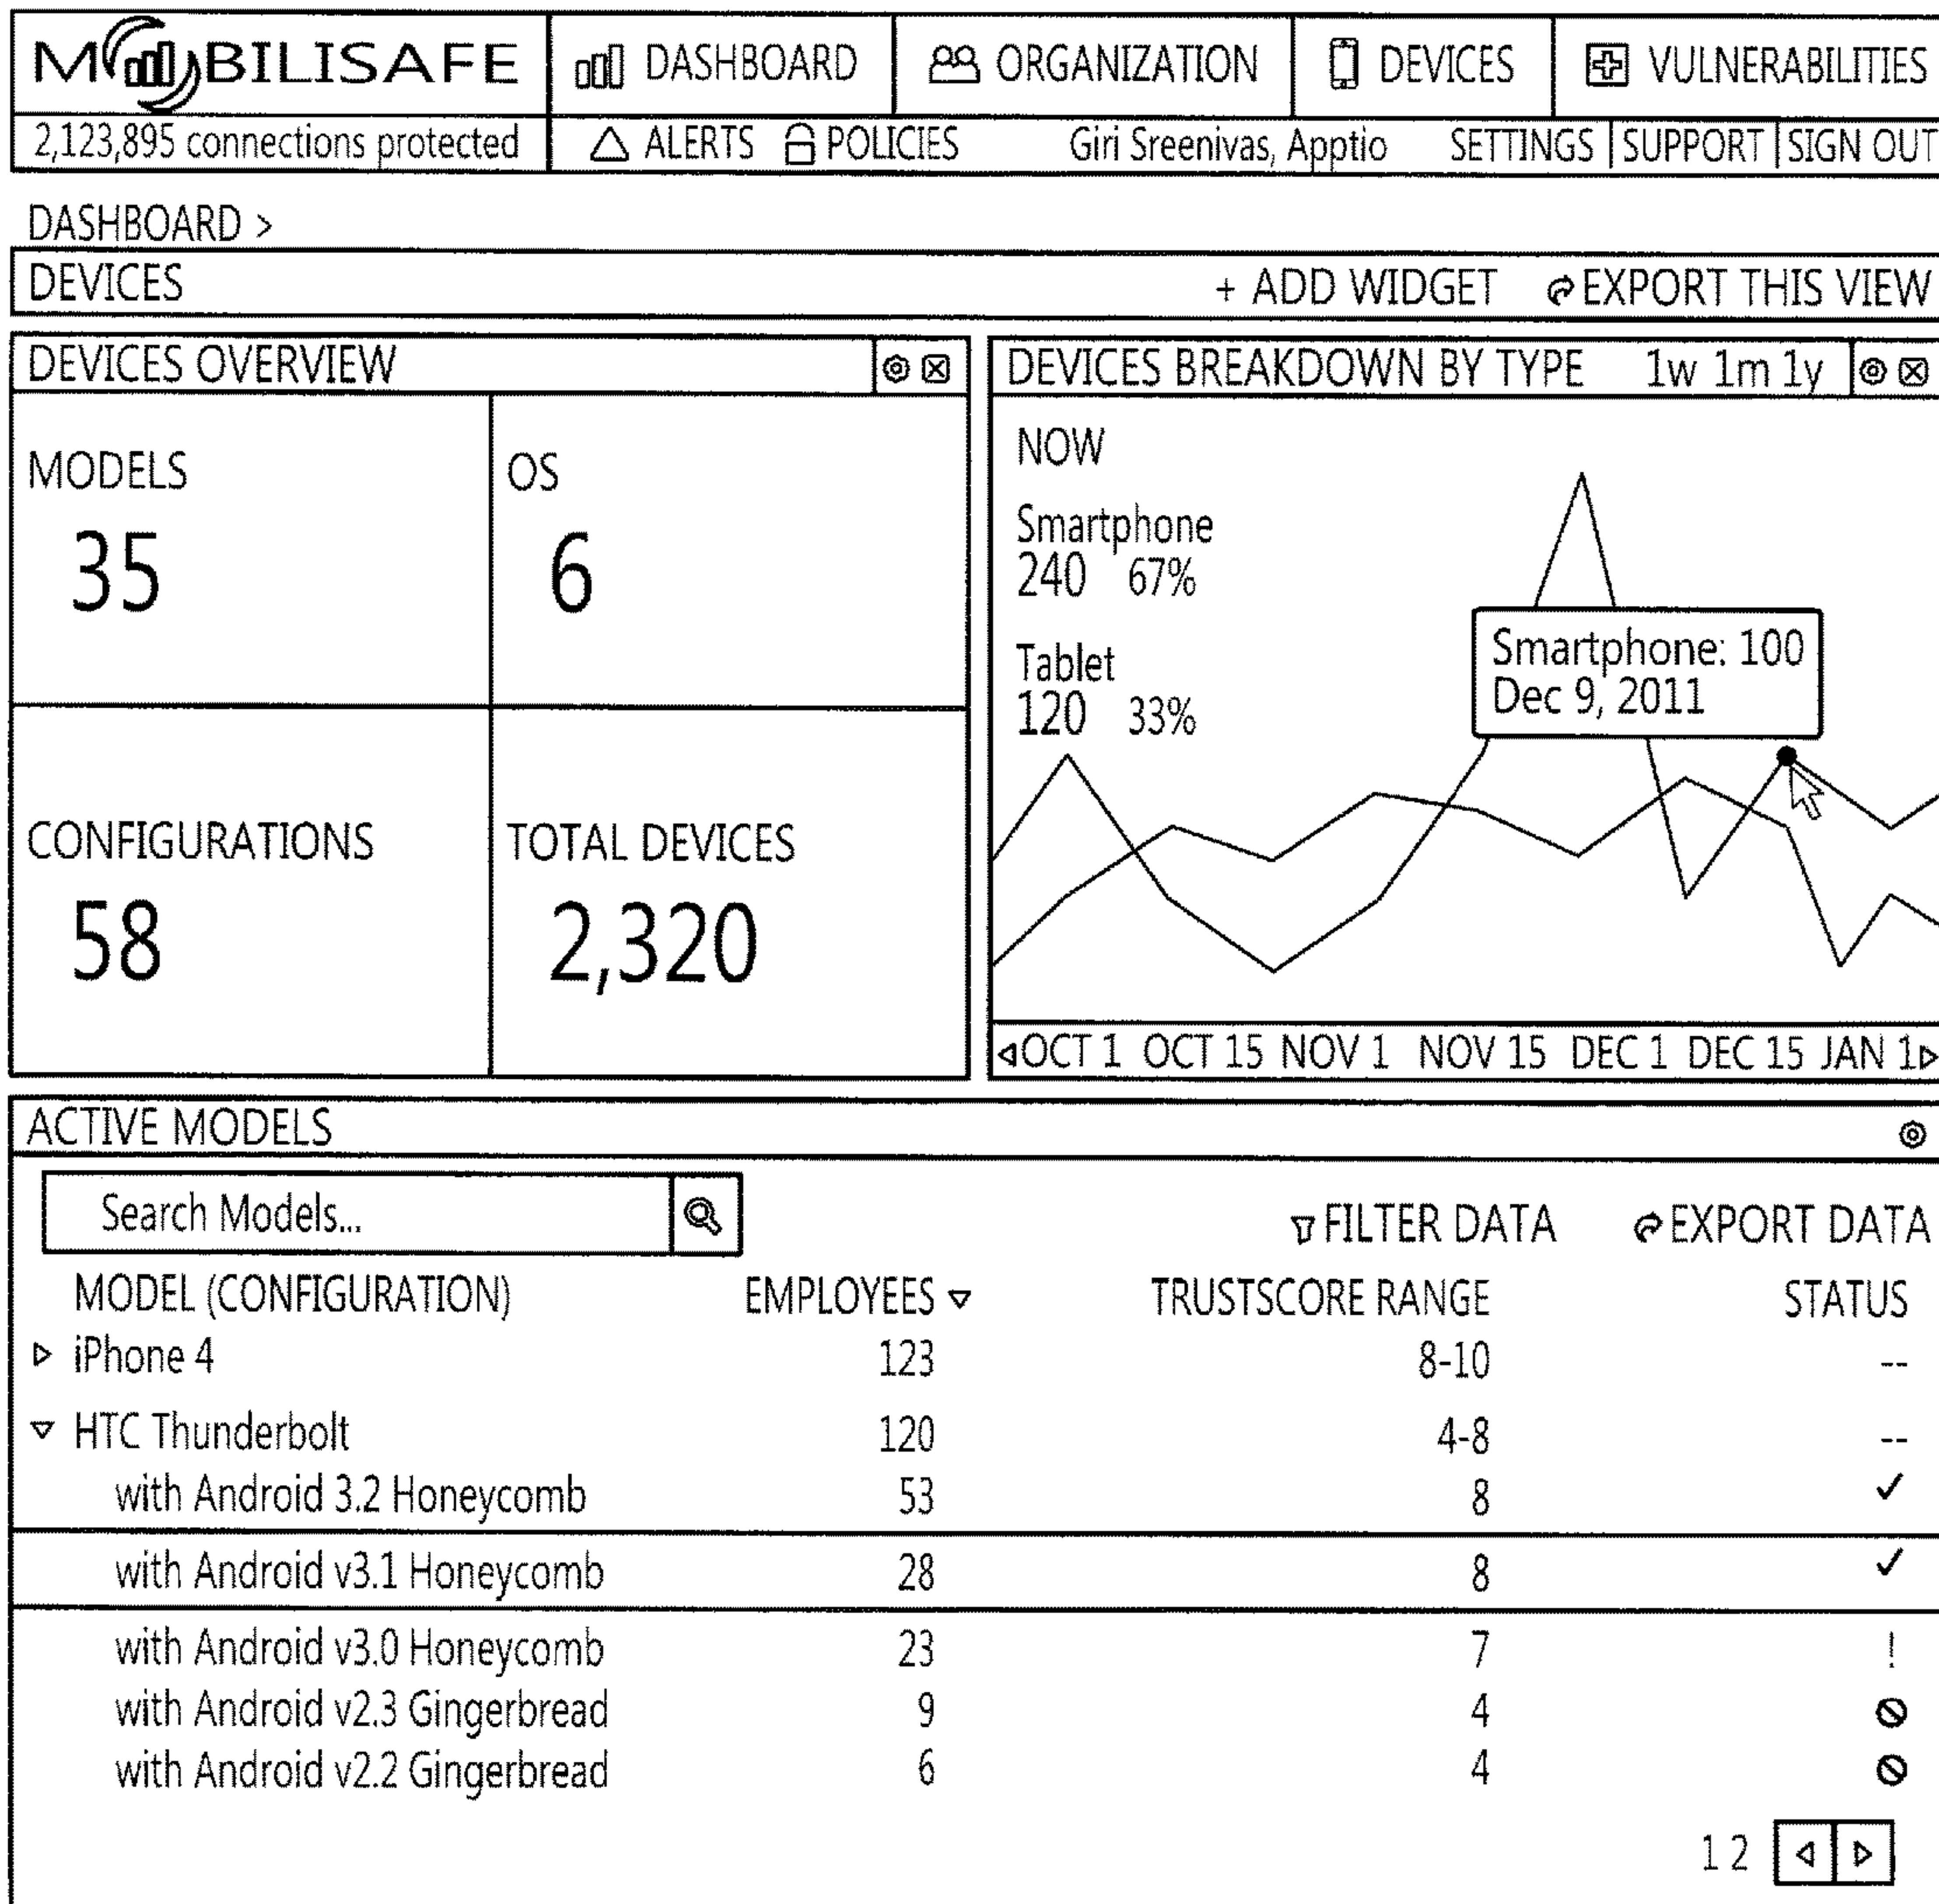 MOBILISAFE
DASHBOARD
ORGANIZATION
DEVICES
VULNERABILITIES
2,123,895 connections protected
ALERTS POLICIES Giri Sreenivas, Apptio SETTINGS | SUPPORT | SIGN OUT
DASHBOARD >
DEVICES
+ ADD WIDGET EXPORT THIS VIEW
DEVICES OVERVIEW
MODELS
35
OS
6
CONFIGURATIONS
58
TOTAL DEVICES
2,320
DEVICES BREAKDOWN BY TYPE 1w 1m 1y
NOW
Smartphone
240 67%
Tablet
120 33%
Smartphone: 100
Dec 9, 2011
OCT 1 OCT 15 NOV 1 NOV 15 DEC 1 DEC 15 JAN 1
ACTIVE MODELS
Search Models...
FILTER DATA EXPORT DATA
MODEL (CONFIGURATION) EMPLOYEES TRUSTSCORE RANGE STATUS
iPhone 4 123 8-10 --
HTC Thunderbolt 120 4-8 --
with Android 3.2 Honeycomb 53 8 ✓
with Android v3.1 Honeycomb 28 8 ✓
with Android v3.0 Honeycomb 23 7 !
with Android v2.3 Gingerbread 9 4
with Android v2.2 Gingerbread 6 4
1 2